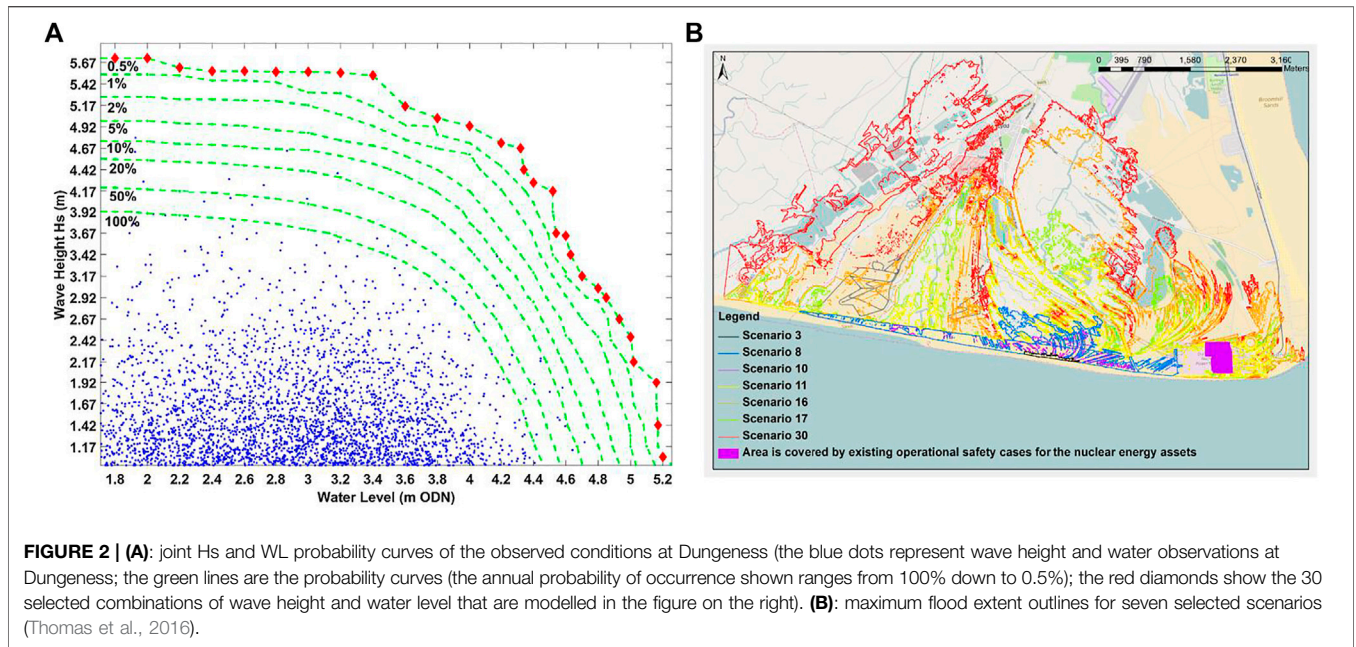 A
5.67
5.42
5.17
4.92
4.67
4.42
4.17
3.92
3.67
3.42
3.17
2.92
2.67
2.42
2.17
1.92
1.67
1.42
1.17
Wave Height Hs (m)
0.5%
1%
2%
5%
10%
20%
50%
100%
1.8 2 2.2 2.4 2.6 2.8 3 3.2 3.4 3.6 3.8 4 4.2 4.4 4.6 4.8 5 5.2
Water Level (m ODN)
B
N
0 395 790 1,580 2,370 3,160
Meters
Legend
Scenario 3
Scenario 8
Scenario 10
Scenario 11
Scenario 16
Scenario 17
Scenario 30
Area is covered by existing operational safety cases for the nuclear energy assets
FIGURE 2 | (A): joint Hs and WL probability curves of the observed conditions at Dungeness (the blue dots represent wave height and water observations at
Dungeness; the green lines are the probability curves (the annual probability of occurrence shown ranges from 100% down to 0.5%); the red diamonds show the 30
selected combinations of wave height and water level that are modelled in the figure on the right). (B): maximum flood extent outlines for seven selected scenarios
(Thomas et al., 2016).